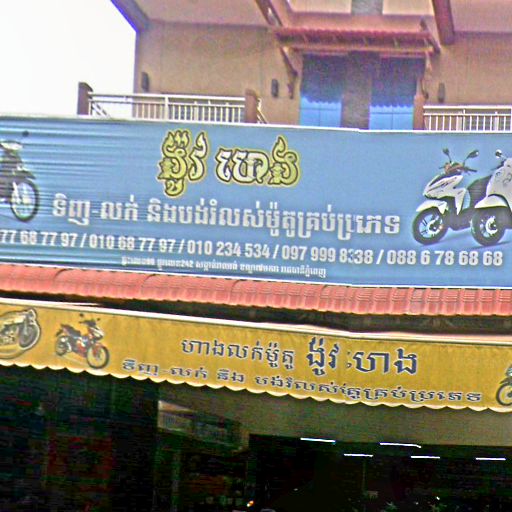 ង៉ូវ ហេង
ទិញ-លក់ និងបង់រំលស់ម៉ូតូគ្រប់ប្រភេទ
77 68 77 97 / 010 68 77 97 / 010 234 534 / 097 999 8338 / 088 6 78 68 68
ហាងលក់ម៉ូតូ ង៉ូវ ហេង
ទិញ-លក់ និង បង់រំលស់គ្រប់ប្រភេទ